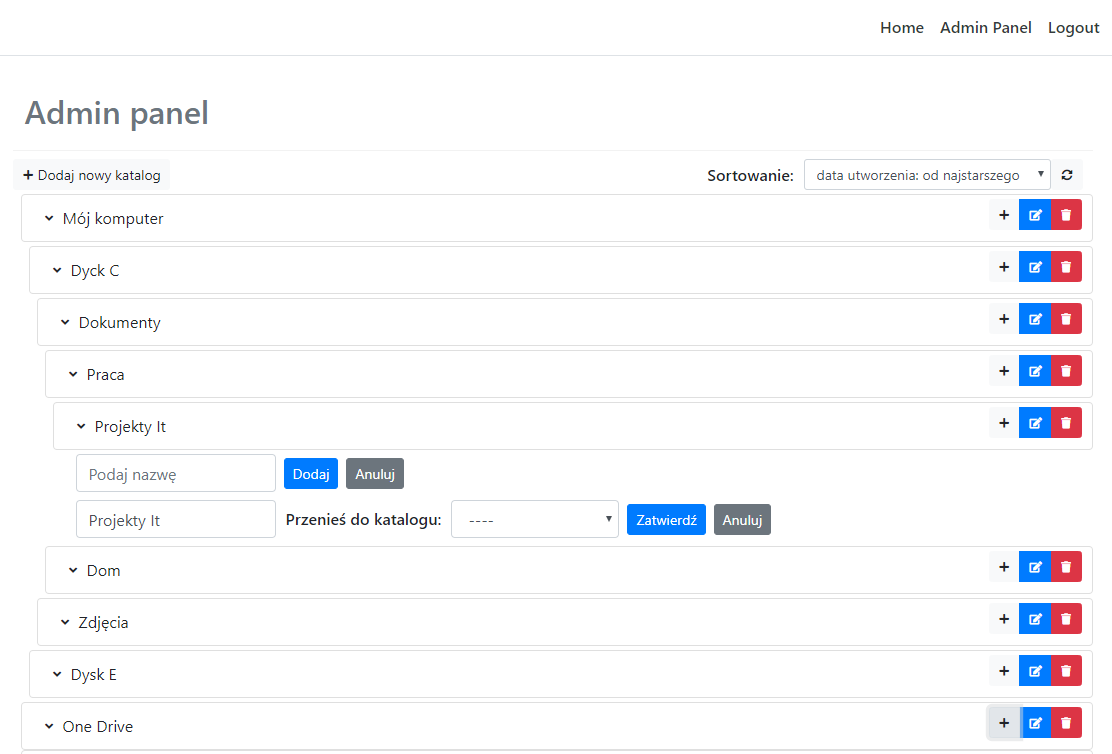 Home Admin Panel Logout
Admin panel
Dodaj nowy katalog Sortowanie: data utworzenia: od najstarszego
Mój komputer
Dyck C
Dokumenty
Praca
Projekty It
Podaj nazwę Dodaj Anuluj
Projekty It Przenieś do katalogu: ---- Zatwierdź Anuluj
Dom
Zdjęcia
Dysk E
One Drive